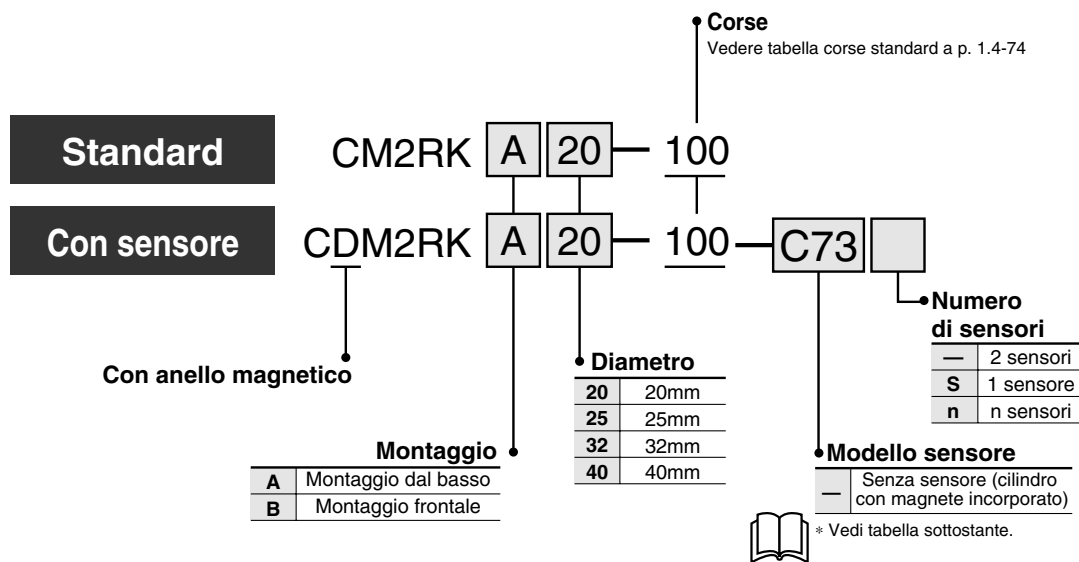 Corse
Vedere tabella corse standard a p. 1.4-74
Standard CM2RK A 20 — 100
Con sensore CDM2RK A 20 — 100 — C73
Numero
di sensori
— 2 sensori
S 1 sensore
n n sensori
Con anello magnetico
Diametro
20 20mm
25 25mm
32 32mm
40 40mm
Montaggio
A Montaggio dal basso
B Montaggio frontale
Modello sensore
— Senza sensore (cilindro
con magnete incorporato)
* Vedi tabella sottostante.